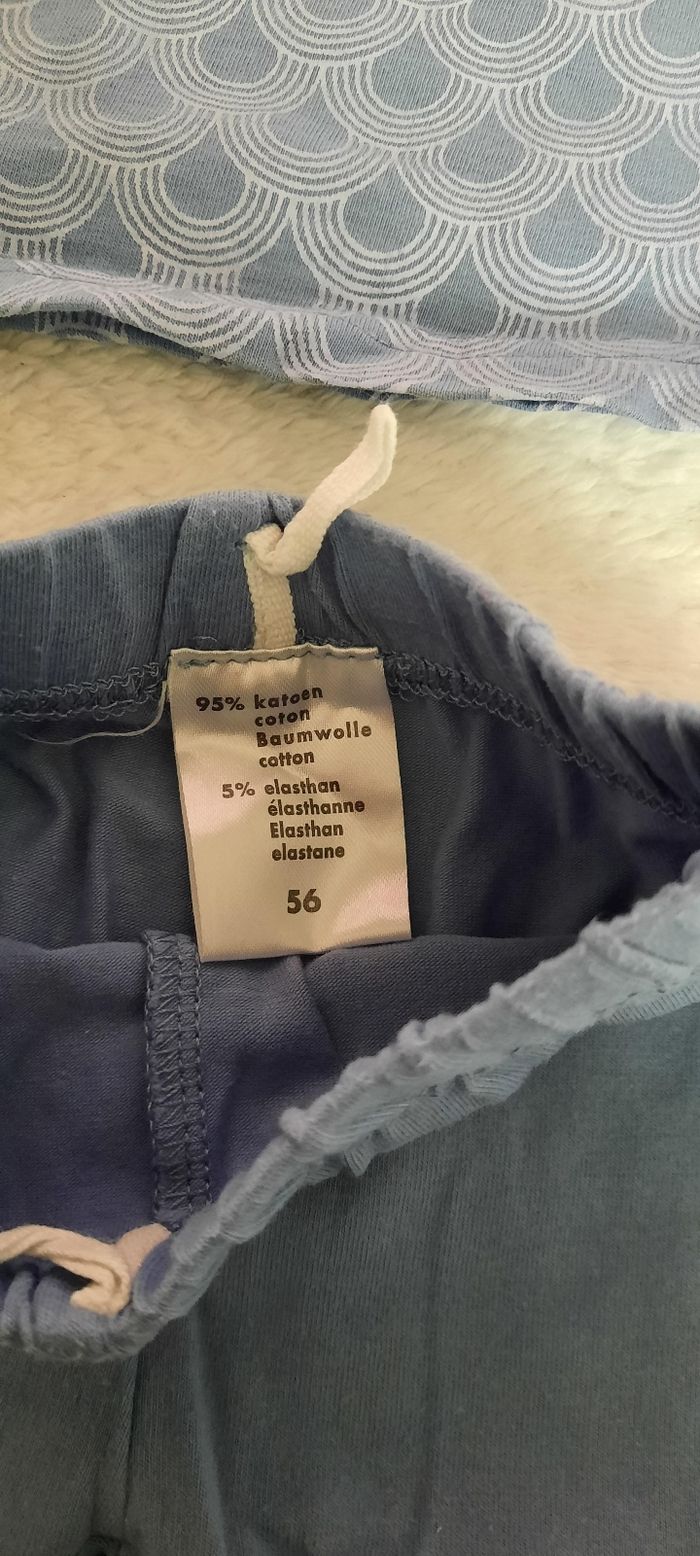 95% katoen
coton
Baumwolle
cotton
5% elasthan
élasthanne
Elasthan
elastane
56